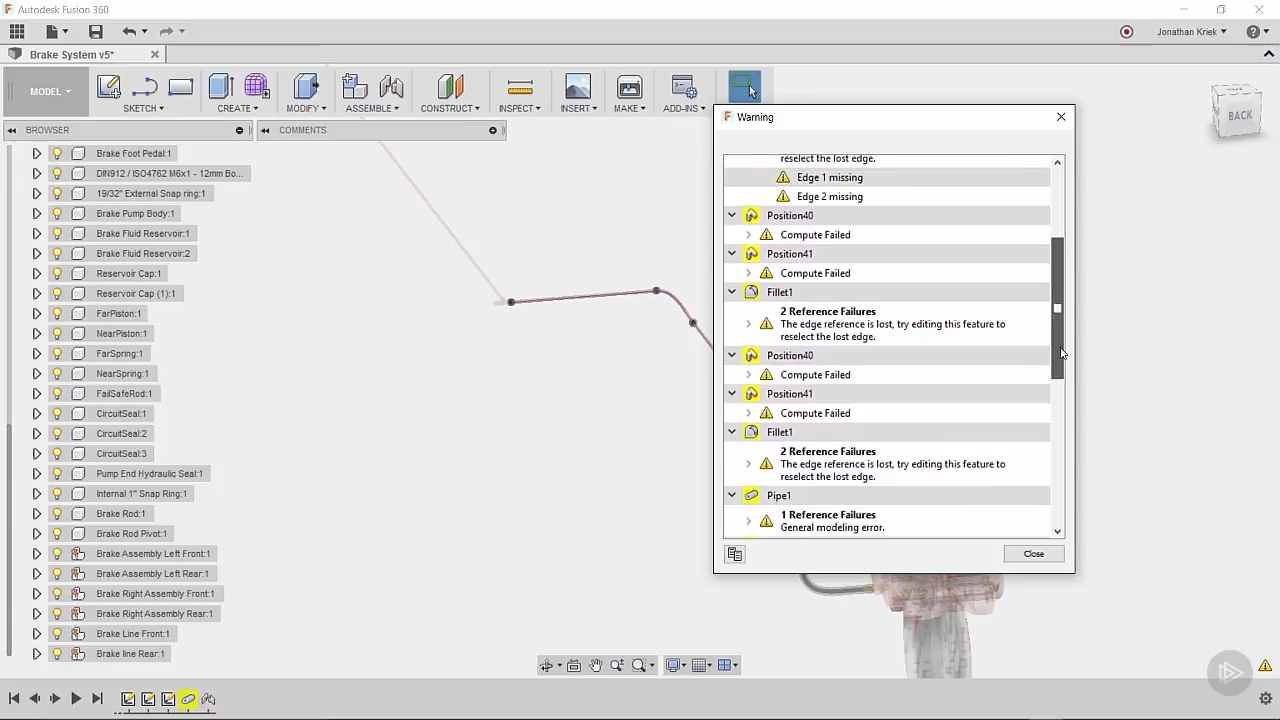 Autodesk Fusion 360
Jonathan Kriek
Brake System v5*
MODEL
SKETCH
CREATE
MODIFY
ASSEMBLE
CONSTRUCT
INSPECT
INSERT
MAKE
ADD-INS
BROWSER
COMMENTS
BACK
Brake Foot Pedal:1
DIN912 / ISO4762 M6x1 - 12mm Bo...
19/32" External Snap ring:1
Brake Pump Body:1
Brake Fluid Reservoir:1
Brake Fluid Reservoir:2
Reservoir Cap:1
Reservoir Cap (1):1
FarPiston:1
NearPiston:1
FarSpring:1
NearSpring:1
FailSafeRod:1
CircuitSeal:1
CircuitSeal:2
CircuitSeal:3
Pump End Hydraulic Seal:1
Internal 1" Snap Ring:1
Brake Rod:1
Brake Rod Pivot:1
Brake Assembly Left Front:1
Brake Assembly Left Rear:1
Brake Right Assembly Front:1
Brake Right Assembly Rear:1
Brake Line Front:1
Brake line Rear:1
Warning
reselect the lost edge.
Edge 1 missing
Edge 2 missing
Position40
Compute Failed
Position41
Compute Failed
Fillet1
2 Reference Failures
The edge reference is lost, try editing this feature to
reselect the lost edge.
Position40
Compute Failed
Position41
Compute Failed
Fillet1
2 Reference Failures
The edge reference is lost, try editing this feature to
reselect the lost edge.
Pipe1
1 Reference Failures
General modeling error.
Close